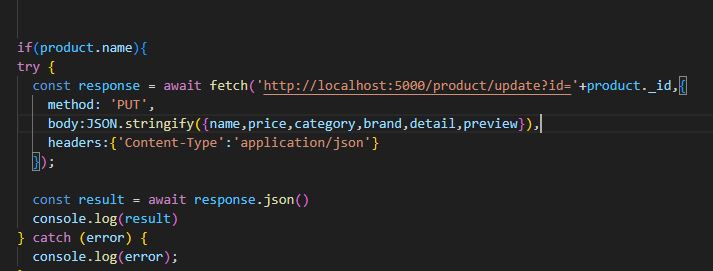 if(product.name){
try {
const response = await fetch('http://localhost:5000/product/update?id='+product._id,{
method: 'PUT',
body:JSON.stringify({name,price,category,brand,detail,preview}),
headers:{'Content-Type':'application/json'}
});
const result = await response.json()
console.log(result)
} catch (error) {
console.log(error);